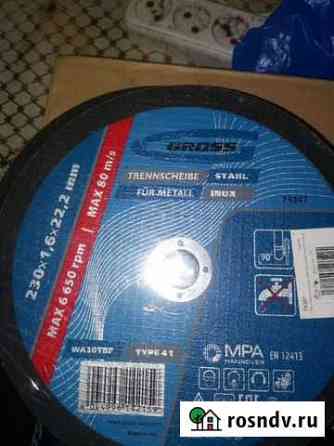 GROSS
TRENNSCHEIBE
STAHL
FÜR METALL
INOX
230×1,6×22,2 mm
MAX 6 650 rpm | MAX 80 m/s
90°
WA30TBF
TYPE 41
MPA
HANNOVER
EN 12413
rosndv.ru